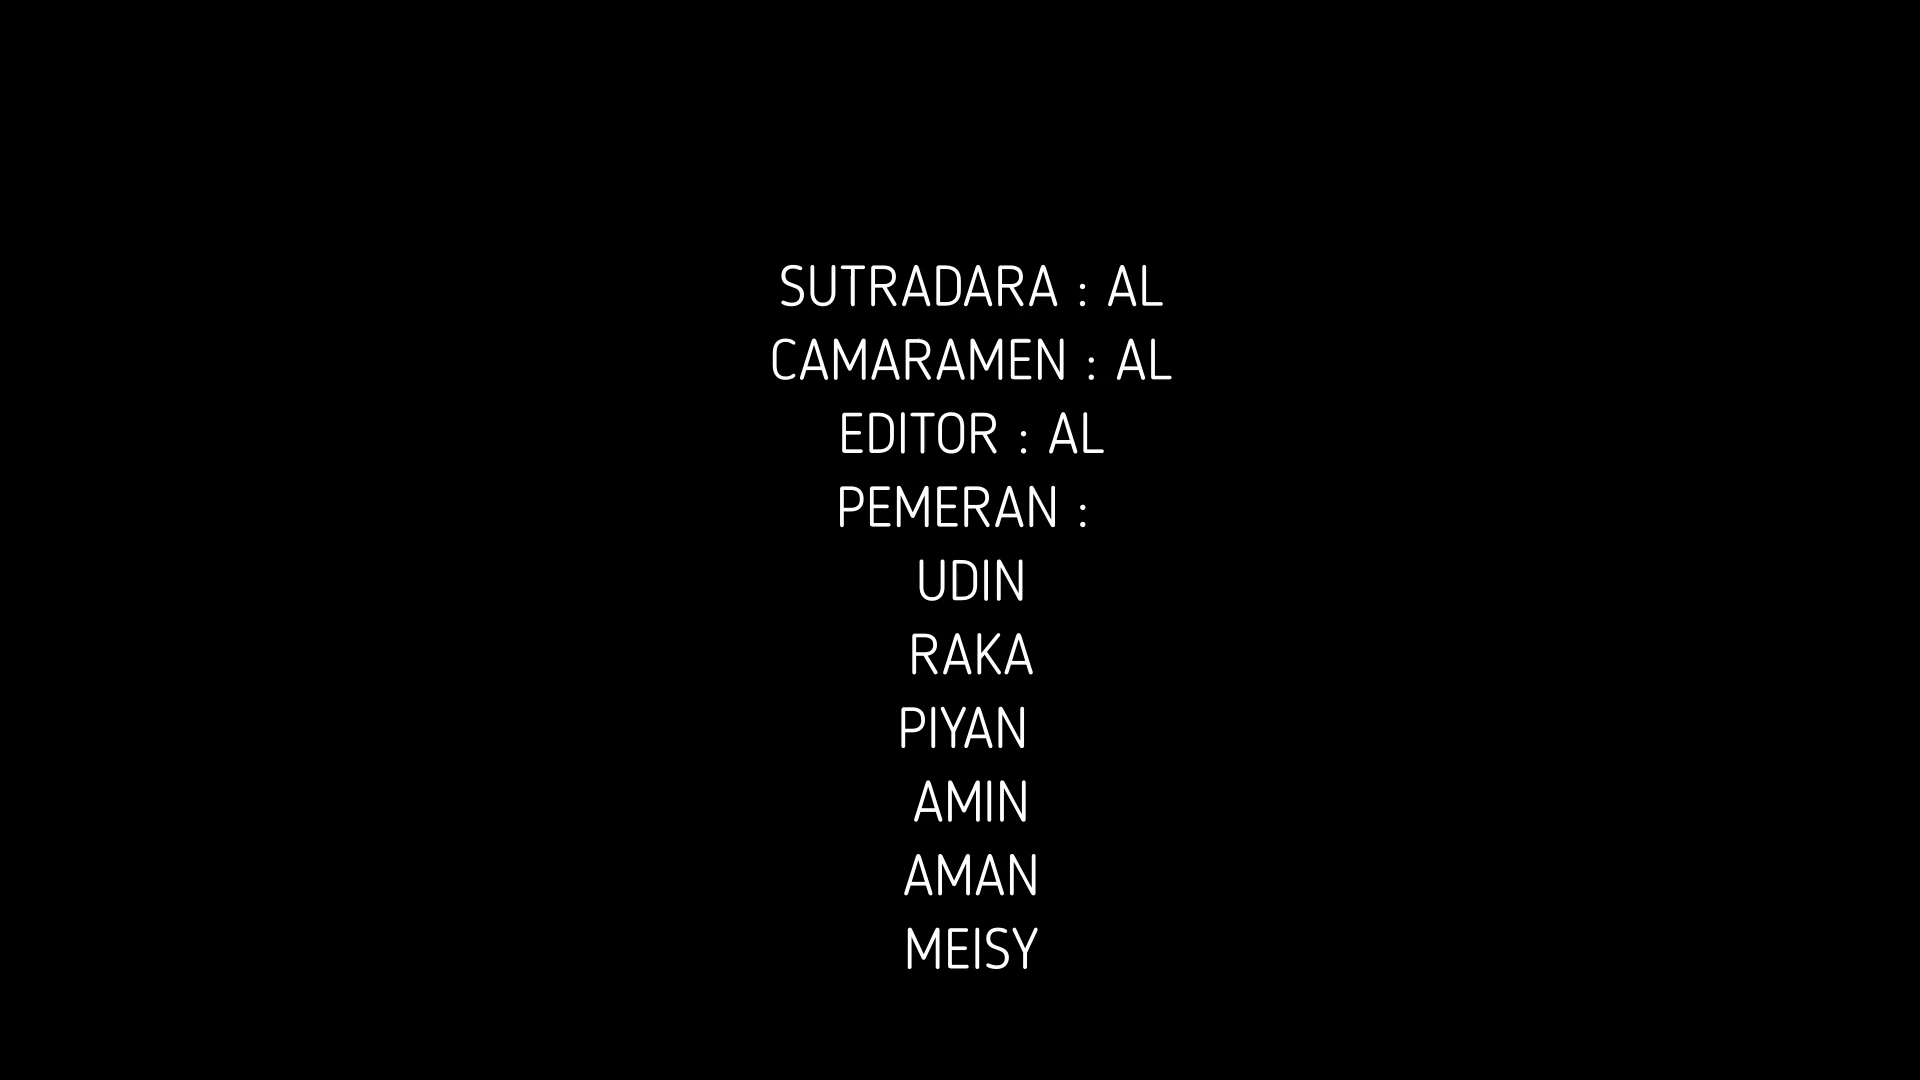 SUTRADARA : AL
CAMARAMEN : AL
EDITOR : AL
PEMERAN :
UDIN
RAKA
PIYAN
AMIN
AMAN
MEISY